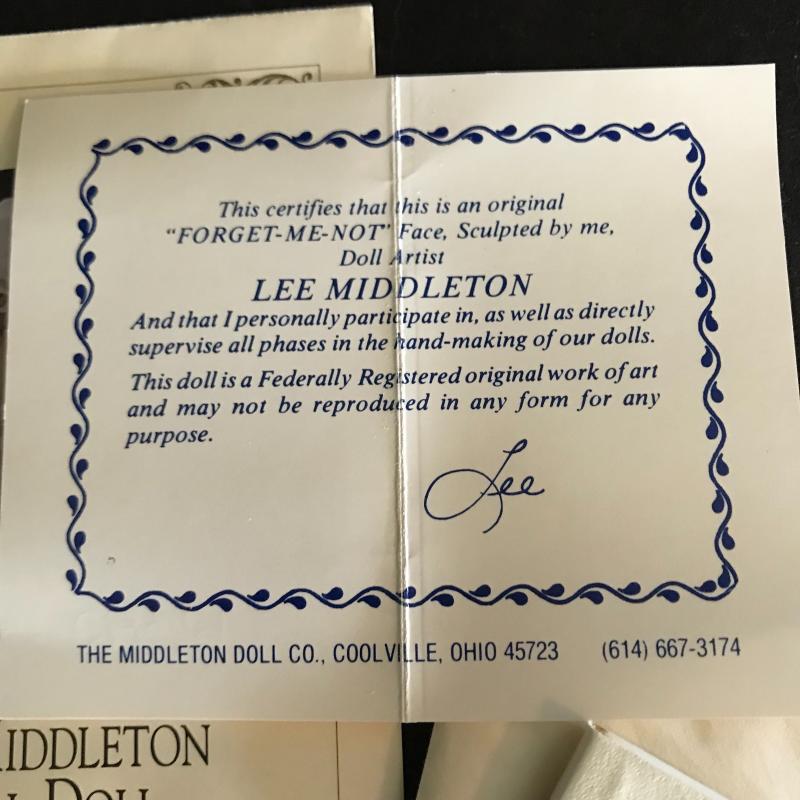 This certifies that this is an original
"FORGET-ME-NOT" Face, Sculpted by me,
Doll Artist
LEE MIDDLETON
And that I personally participate in, as well as directly
supervise all phases in the hand-making of our dolls.
This doll is a Federally Registered original work of art
and may not be reproduced in any form for any
purpose.
Lee
THE MIDDLETON DOLL CO., COOLVILLE, OHIO 45723 (614) 667-3174
IDDLETON
DOLL